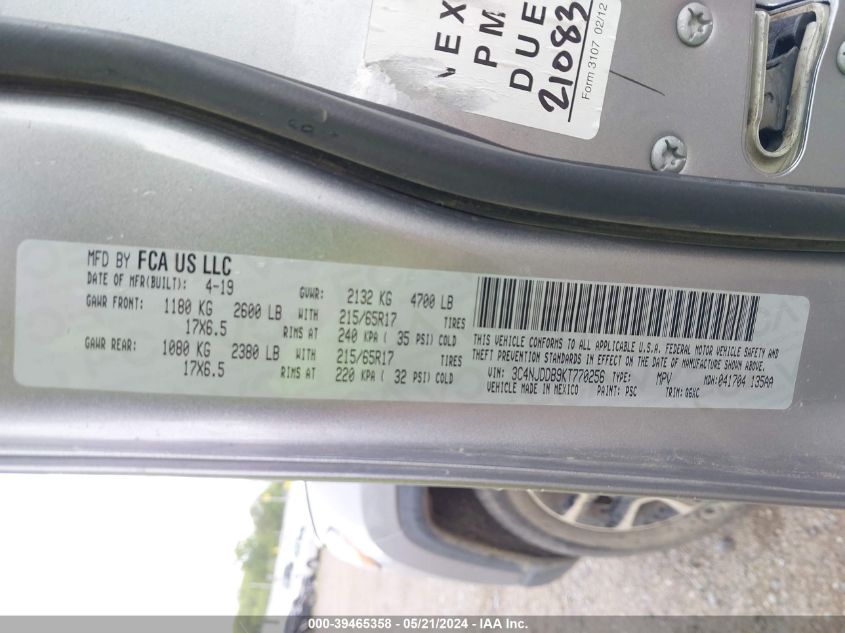 NEX
PM
DUE
21083
Form 3107 02/12
MFD BY FCA US LLC
DATE OF MFR(BUILT): 4-19
GVWR: 2132 KG 4700 LB
GAWR FRONT: 1180 KG 2600 LB WITH 215/65R17 TIRES
17X6.5 RIMS AT 240 KPA ( 35 PSI) COLD
GAWR REAR: 1080 KG 2380 LB WITH 215/65R17 TIRES
17X6.5 RIMS AT 220 KPA ( 32 PSI) COLD
THIS VEHICLE CONFORMS TO ALL APPLICABLE U.S.A. FEDERAL MOTOR VEHICLE SAFETY AND
THEFT PREVENTION STANDARDS IN EFFECT ON THE DATE OF MANUFACTURE SHOWN ABOVE.
VIN: 3C4NJDDB9KT770256 TYPE: MPV MDH:041704 135AA
VEHICLE MADE IN MEXICO PAINT: PSC TRIM:
000-39465358 - 05/21/2024 - IAA Inc.